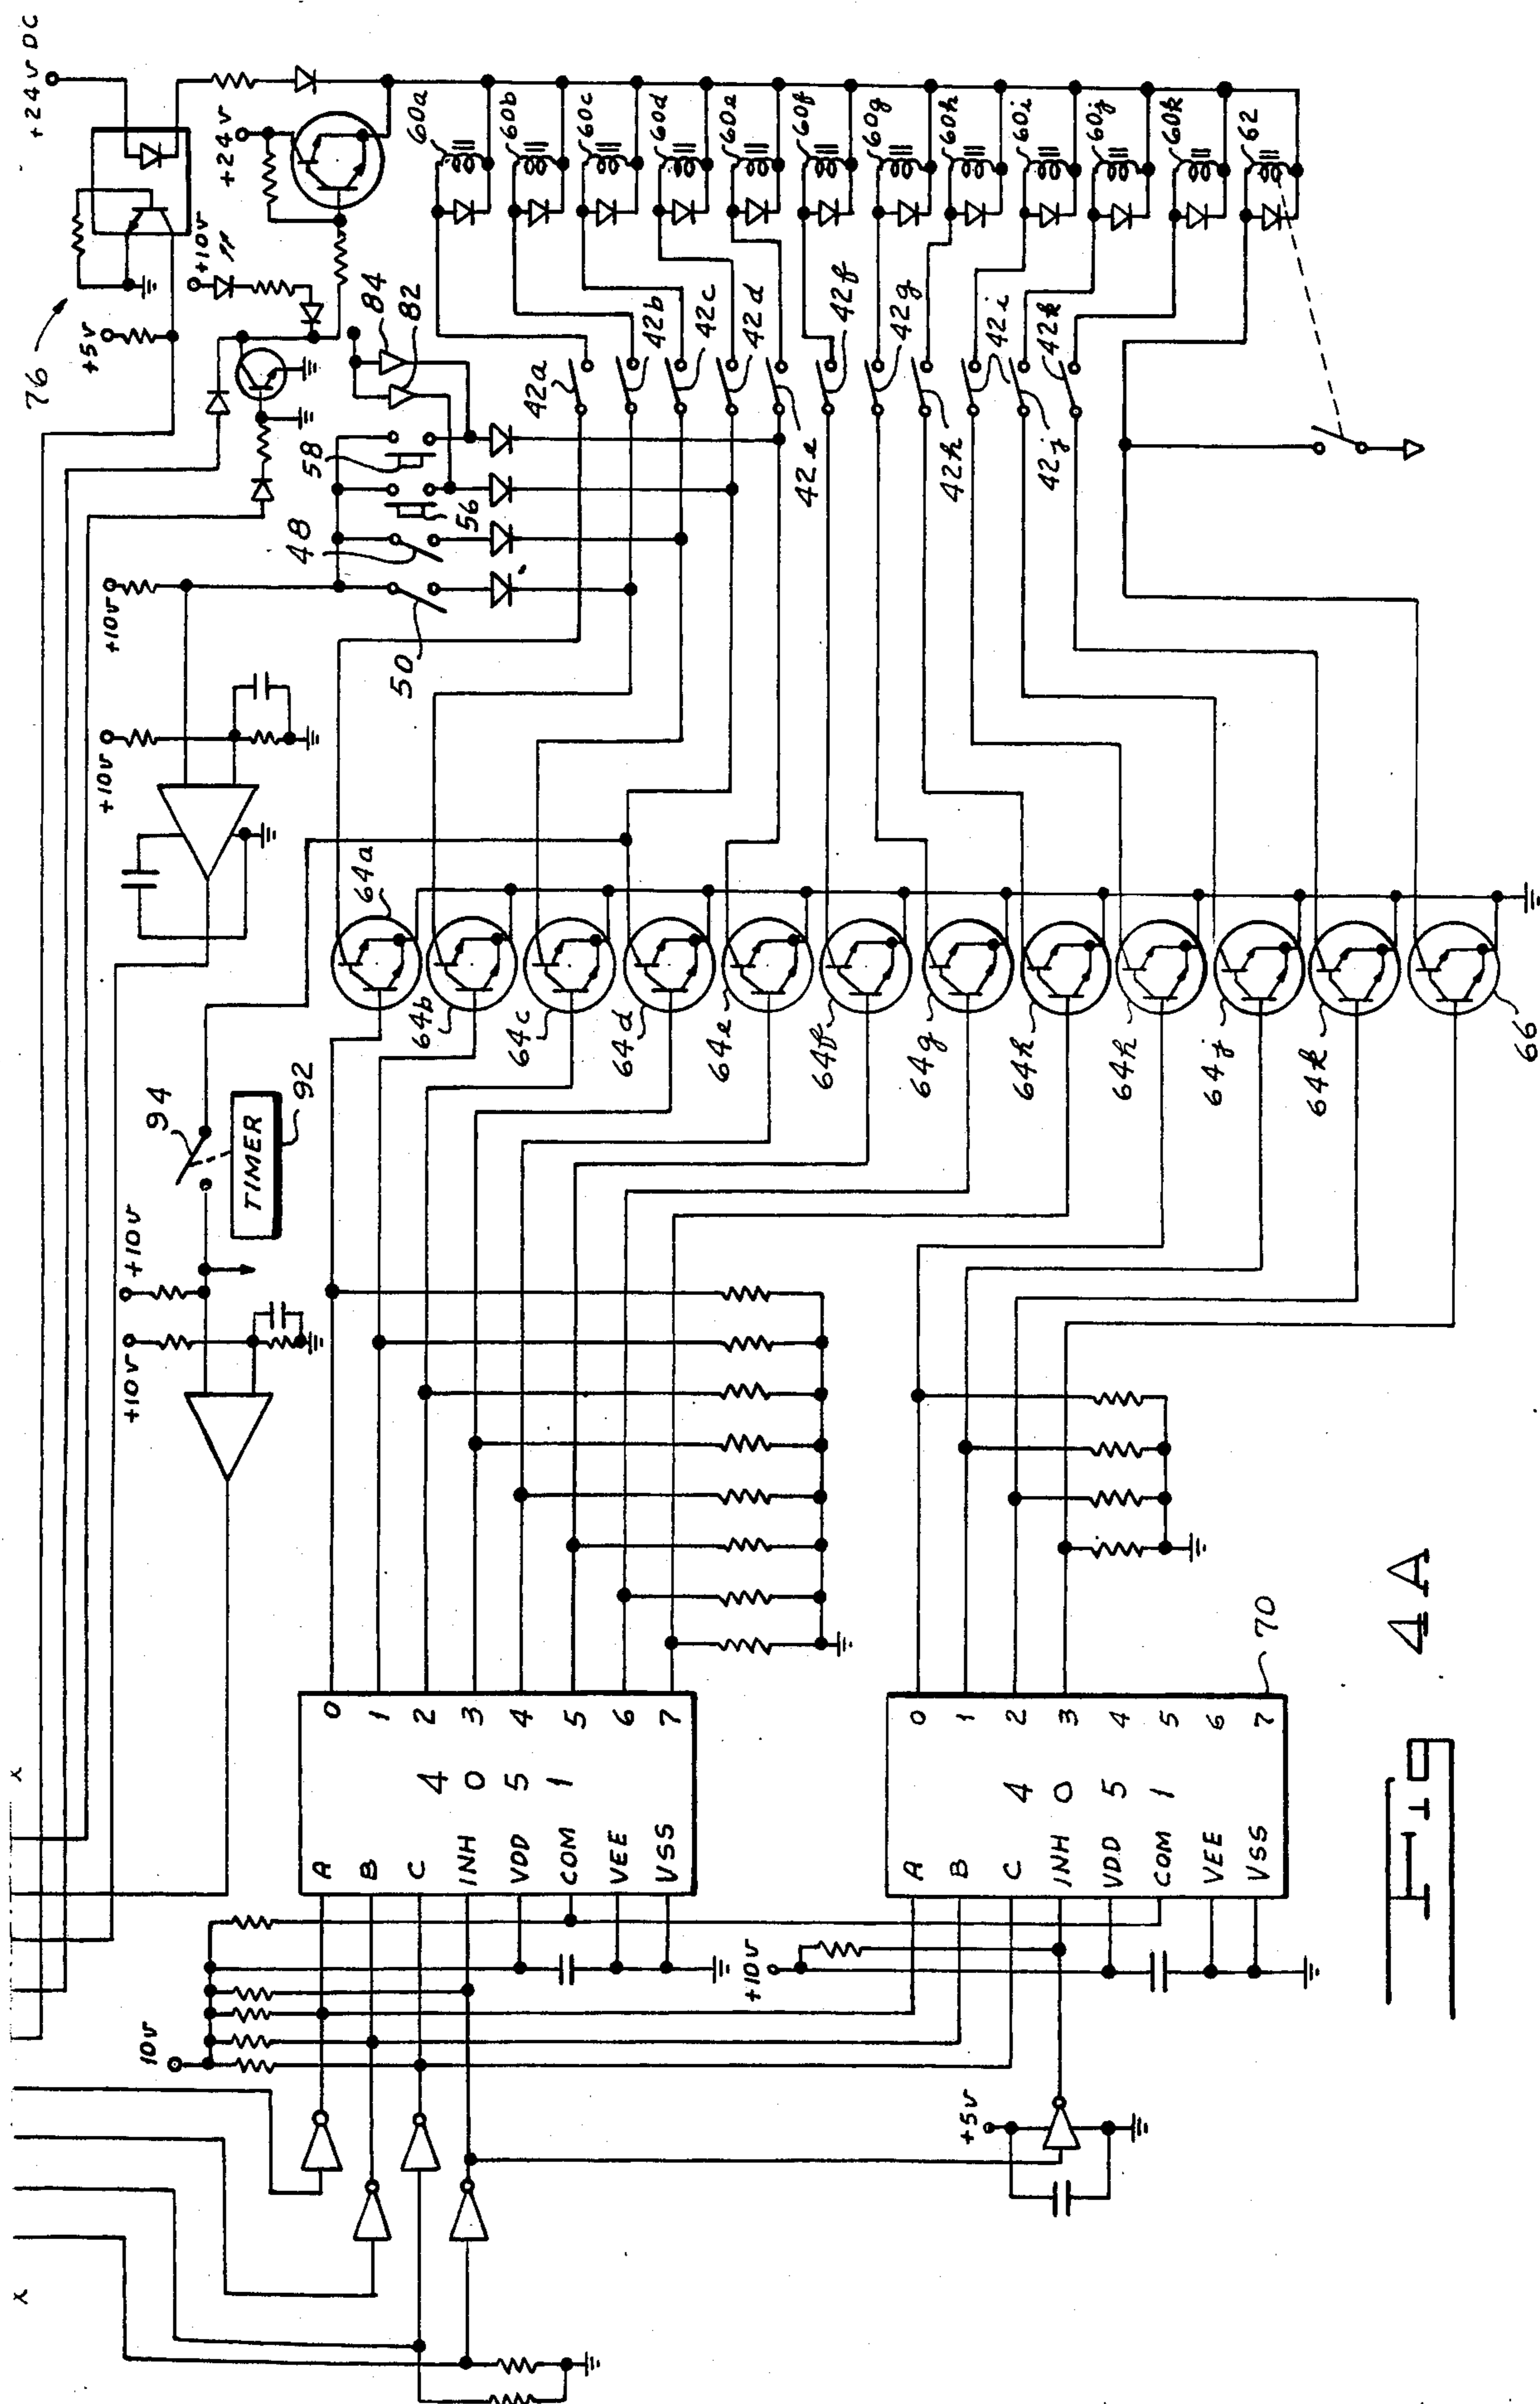 +24V DC
76
+5V
+10V
+24V
84
82
58
56
48
50
+10V
+10V
60a
60b
60c
60d
60e
60f
60g
60h
60i
60j
60k
62
42a
42b
42c
42d
42e
42f
42g
42h
42i
42j
42k
64a
64b
64c
64d
64e
64f
64g
64h
64h
64j
64k
66
94
TIMER
92
+10V
+10V
x
x
10V
A
B
C
INH
VDD
COM
VEE
VSS
4051
0
1
2
3
4
5
6
7
+10V
+5V
A
B
C
INH
VDD
COM
VEE
VSS
4051
0
1
2
3
4
5
6
7
70
FIG 4A